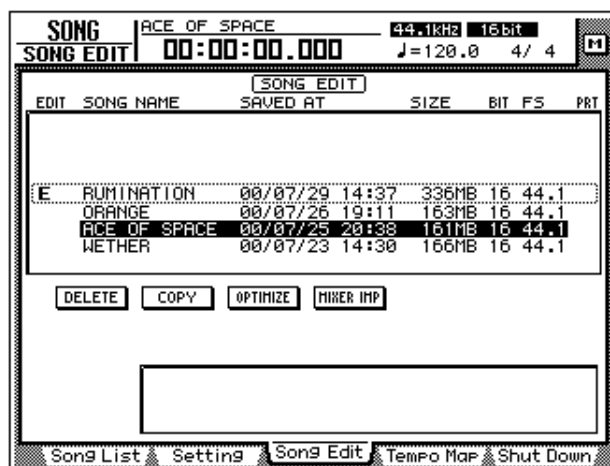 SONG ACE OF SPACE 44.1kHz 16bit
SONG EDIT 00:00:00.000 ♩=120.0 4/ 4 M
SONG EDIT
EDIT SONG NAME SAVED AT SIZE BIT FS PRT
E RUMINATION 00/07/29 14:37 336MB 16 44.1
ORANGE 00/07/26 19:11 163MB 16 44.1
ACE OF SPACE 00/07/25 20:38 161MB 16 44.1
WETHER 00/07/23 14:30 166MB 16 44.1
DELETE COPY OPTIMIZE MIXER IMP
Song List Setting Song Edit Tempo Map Shut Down